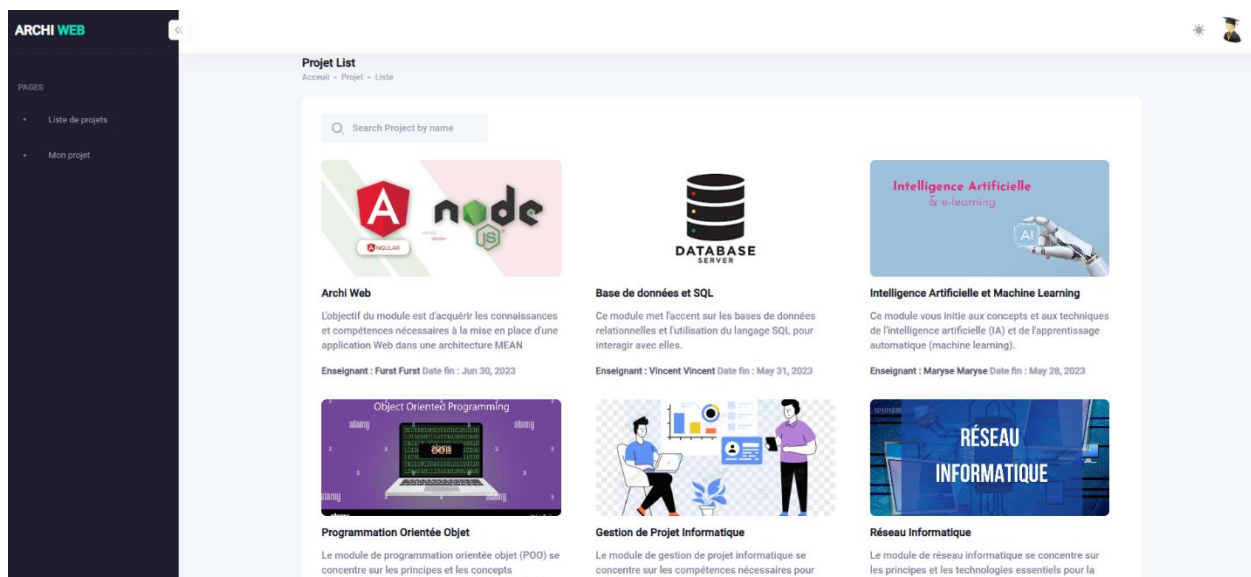 ARCHI WEB
PAGES
Liste de projets
Mon projet
Projet List
Acceuil - Projet - Liste
Search Project by name
ANGULAR
node
JS
Archi Web
L'objectif du module est d'acquérir les connaissances
et compétences nécessaires à la mise en place d'une
application Web dans une architecture MEAN
Enseignant : Furst Furst Date fin : Jun 30, 2023
DATABASE
SERVER
Base de données et SQL
Ce module met l'accent sur les bases de données
relationnelles et l'utilisation du langage SQL pour
interagir avec elles.
Enseignant : Vincent Vincent Date fin : May 31, 2023
Intelligence Artificielle
& e-learning
AI
Intelligence Artificielle et Machine Learning
Ce module vous initie aux concepts et aux techniques
de l'intelligence artificielle (IA) et de l'apprentissage
automatique (machine learning).
Enseignant : Maryse Maryse Date fin : May 28, 2023
Object Oriented Programming
alamy
alamy
OOP
alamy
alamy
Programmation Orientée Objet
Le module de programmation orientée objet (POO) se
concentre sur les principes et les concepts
Gestion de Projet Informatique
Le module de gestion de projet informatique se
concentre sur les compétences nécessaires pour
RÉSEAU
INFORMATIQUE
Réseau Informatique
Le module de réseau informatique se concentre sur
les principes et les technologies essentiels pour la